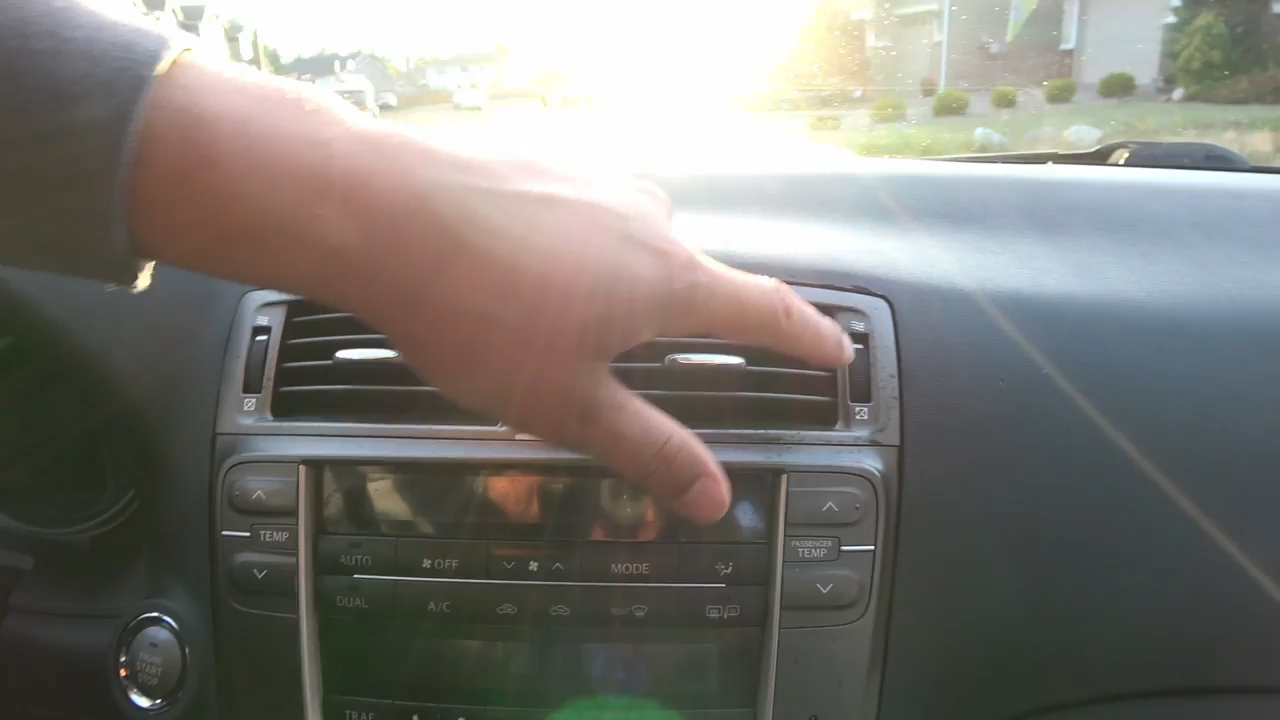 TEMP
PASSENGER
TEMP
AUTO
OFF
MODE
DUAL
A/C
ENGINE
START
STOP